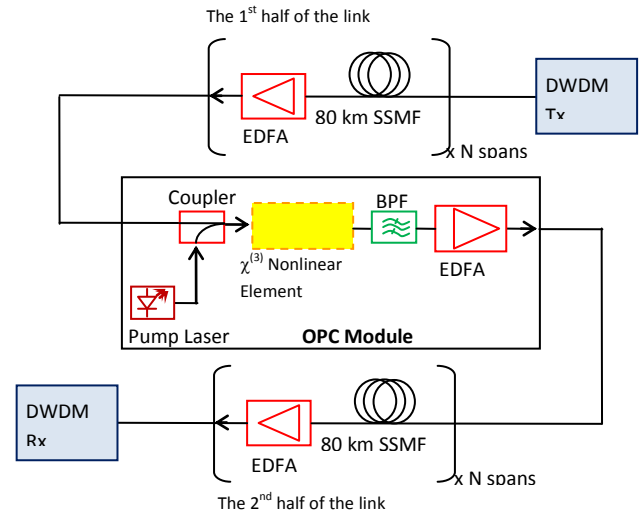 The 1st half of the link
EDFA
80 km SSMF
x N spans
DWDM
Tx
Coupler
BPF
χ(3) Nonlinear
Element
EDFA
Pump Laser
OPC Module
DWDM
Rx
EDFA
80 km SSMF
x N spans
The 2nd half of the link